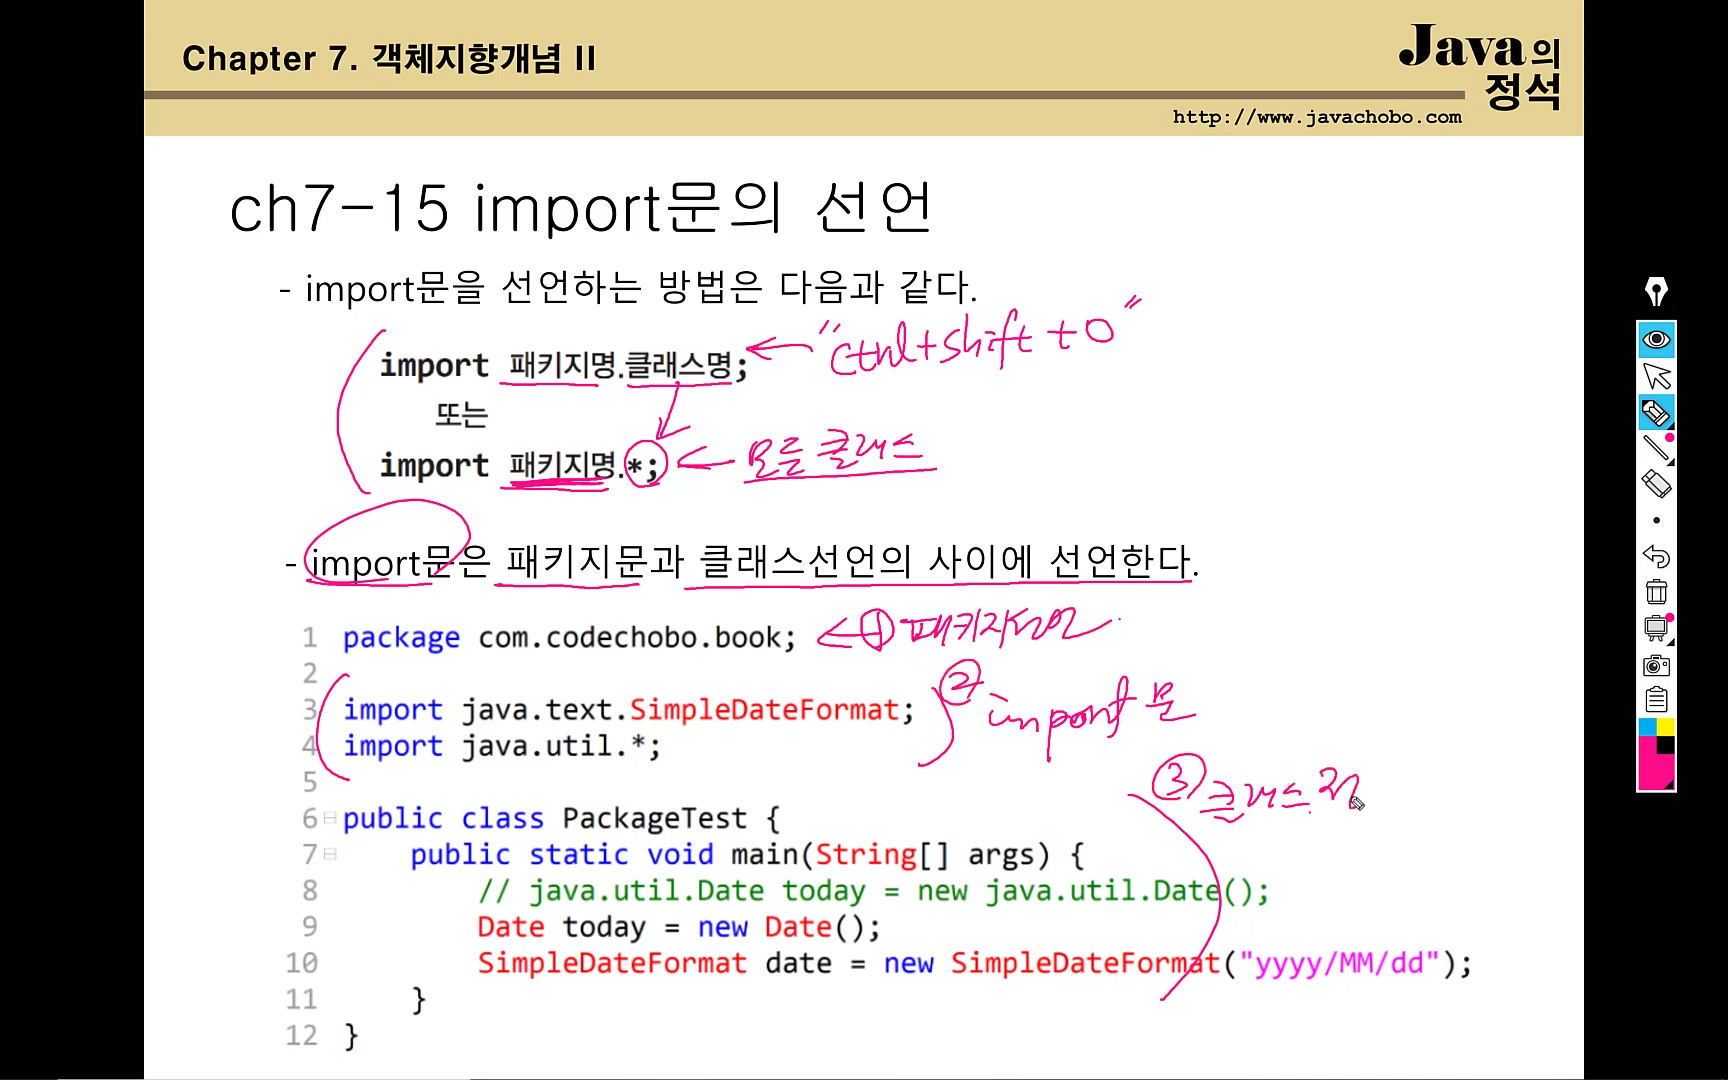 Chapter 7. 객체지향개념 II
Java의
정석
http://www.javachobo.com
ch7-15 import문의 선언
- import문을 선언하는 방법은 다음과 같다.
import 패키지명.클래스명; "Ctrl+shift+O"
또는
import 패키지명.*; 모든 클래스
- import문은 패키지문과 클래스선언의 사이에 선언한다.
1 package com.codechobo.book; ① 패키지선언
2
3 import java.text.SimpleDateFormat; ② import 문
4 import java.util.*;
5
③ 클래스
6 public class PackageTest {
7 public static void main(String[] args) {
8 // java.util.Date today = new java.util.Date();
9 Date today = new Date();
10 SimpleDateFormat date = new SimpleDateFormat("yyyy/MM/dd");
11 }
12 }